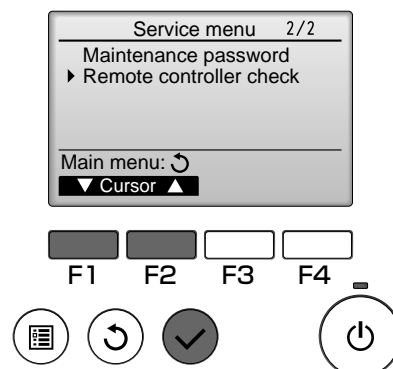 Service menu 2/2
Maintenance password
Remote controller check
Main menu:
▼ Cursor ▲
F1 F2 F3 F4